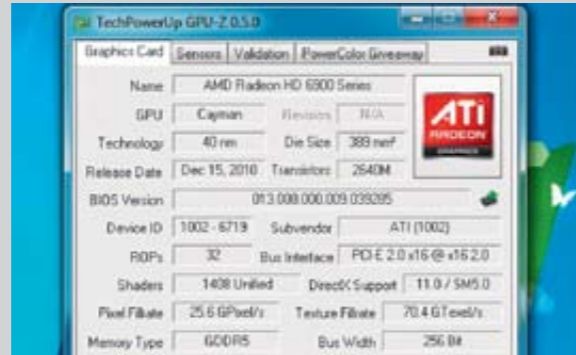 TechPowerUp GPU-Z 0.5.0
Graphics Card Sensors Validation PowerColor Giveaway
Name AMD Radeon HD 6900 Series
GPU Cayman Revision N/A
ATI
RADEON
GRAPHICS
Technology 40 nm Die Size 389 mm²
Release Date Dec 15, 2010 Transistors 2640M
BIOS Version 013.008.000.009.039285
Device ID 1002 - 6719 Subvendor ATI (1002)
ROPs 32 Bus Interface PCI-E 2.0 x16 @ x16 2.0
Shaders 1408 Unified DirectX Support 11.0 / SM5.0
Pixel Fillrate 25.6 GPixel/s Texture Fillrate 70.4 GTexel/s
Memory Type GDDR5 Bus Width 256 Bit